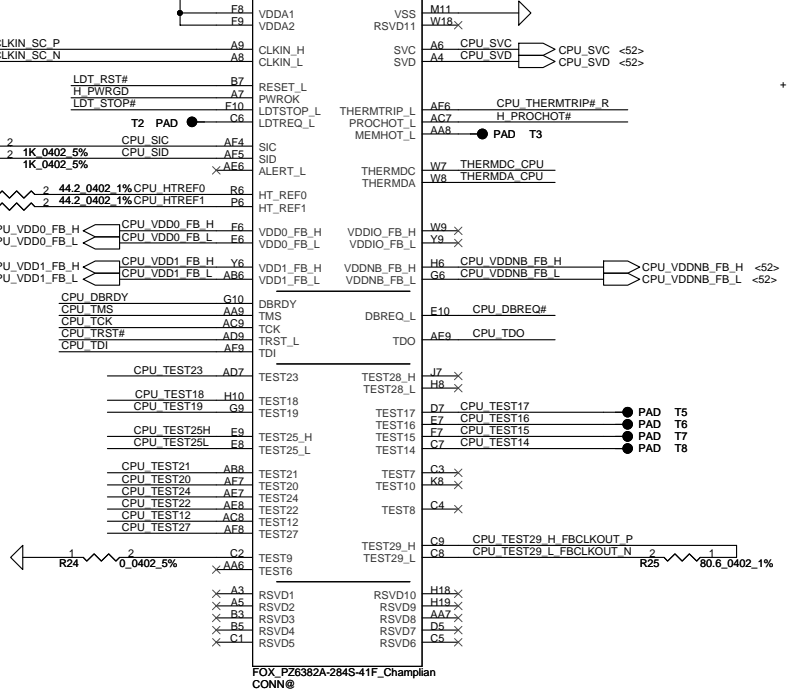 F8 VDDA1 VSS M11
F9 VDDA2 RSVD11 W18
CLKIN_SC_P A9 CLKIN_H SVC A6 CPU_SVC CPU_SVC <52>
CLKIN_SC_N A8 CLKIN_L SVD A4 CPU_SVD CPU_SVD <52>
LDT_RST# B7 RESET_L
H_PWRGD A7 PWROK
LDT_STOP# F10 LDTSTOP_L THERMTRIP_L AF6 CPU_THERMTRIP#_R
T2 PAD C6 LDTREQ_L PROCHOT_L AC7 H_PROCHOT#
MEMHOT_L AA8 PAD T3
2 CPU_SIC AF4 SIC
2 1K_0402_5% CPU_SID AF5 SID
1K_0402_5% AE6 ALERT_L THERMDC W7 THERMDC_CPU
THERMDA W8 THERMDA_CPU
2 44.2_0402_1% CPU_HTREF0 R6 HT_REF0
2 44.2_0402_1% CPU_HTREF1 P6 HT_REF1
CPU_VDD0_FB_H CPU_VDD0_FB_H F6 VDD0_FB_H VDDIO_FB_H W9
CPU_VDD0_FB_L CPU_VDD0_FB_L E6 VDD0_FB_L VDDIO_FB_L Y9
CPU_VDD1_FB_H CPU_VDD1_FB_H Y6 VDD1_FB_H VDDNB_FB_H H6 CPU_VDDNB_FB_H CPU_VDDNB_FB_H <52>
CPU_VDD1_FB_L CPU_VDD1_FB_L AB6 VDD1_FB_L VDDNB_FB_L G6 CPU_VDDNB_FB_L CPU_VDDNB_FB_L <52>
CPU_DBRDY G10 DBRDY
CPU_TMS AA9 TMS DBREQ_L E10 CPU_DBREQ#
CPU_TCK AC9 TCK
CPU_TRST# AD9 TRST_L TDO AE9 CPU_TDO
CPU_TDI AF9 TDI
CPU_TEST23 AD7 TEST23 TEST28_H J7
TEST28_L H8
CPU_TEST18 H10 TEST18
CPU_TEST19 G9 TEST19 TEST17 D7 CPU_TEST17 PAD T5
TEST16 E7 CPU_TEST16 PAD T6
CPU_TEST25H E9 TEST25_H TEST15 F7 CPU_TEST15 PAD T7
CPU_TEST25L E8 TEST25_L TEST14 C7 CPU_TEST14 PAD T8
CPU_TEST21 AB8 TEST21 TEST7 C3
CPU_TEST20 AF7 TEST20 TEST10 K8
CPU_TEST24 AE7 TEST24
CPU_TEST22 AE8 TEST22 TEST8 C4
CPU_TEST12 AC8 TEST12
CPU_TEST27 AF8 TEST27
TEST29_H C9 CPU_TEST29_H_FBCLKOUT_P
1 R24 2 0_0402_5% C2 TEST9 TEST29_L C8 CPU_TEST29_L_FBCLKOUT_N 2 R25 1 80.6_0402_1%
AA6 TEST6
A3 RSVD1 RSVD10 H18
A5 RSVD2 RSVD9 H19
B3 RSVD3 RSVD8 AA7
B5 RSVD4 RSVD7 D5
C1 RSVD5 RSVD6 C5
FOX_PZ6382A-284S-41F_Champlian
CONN@